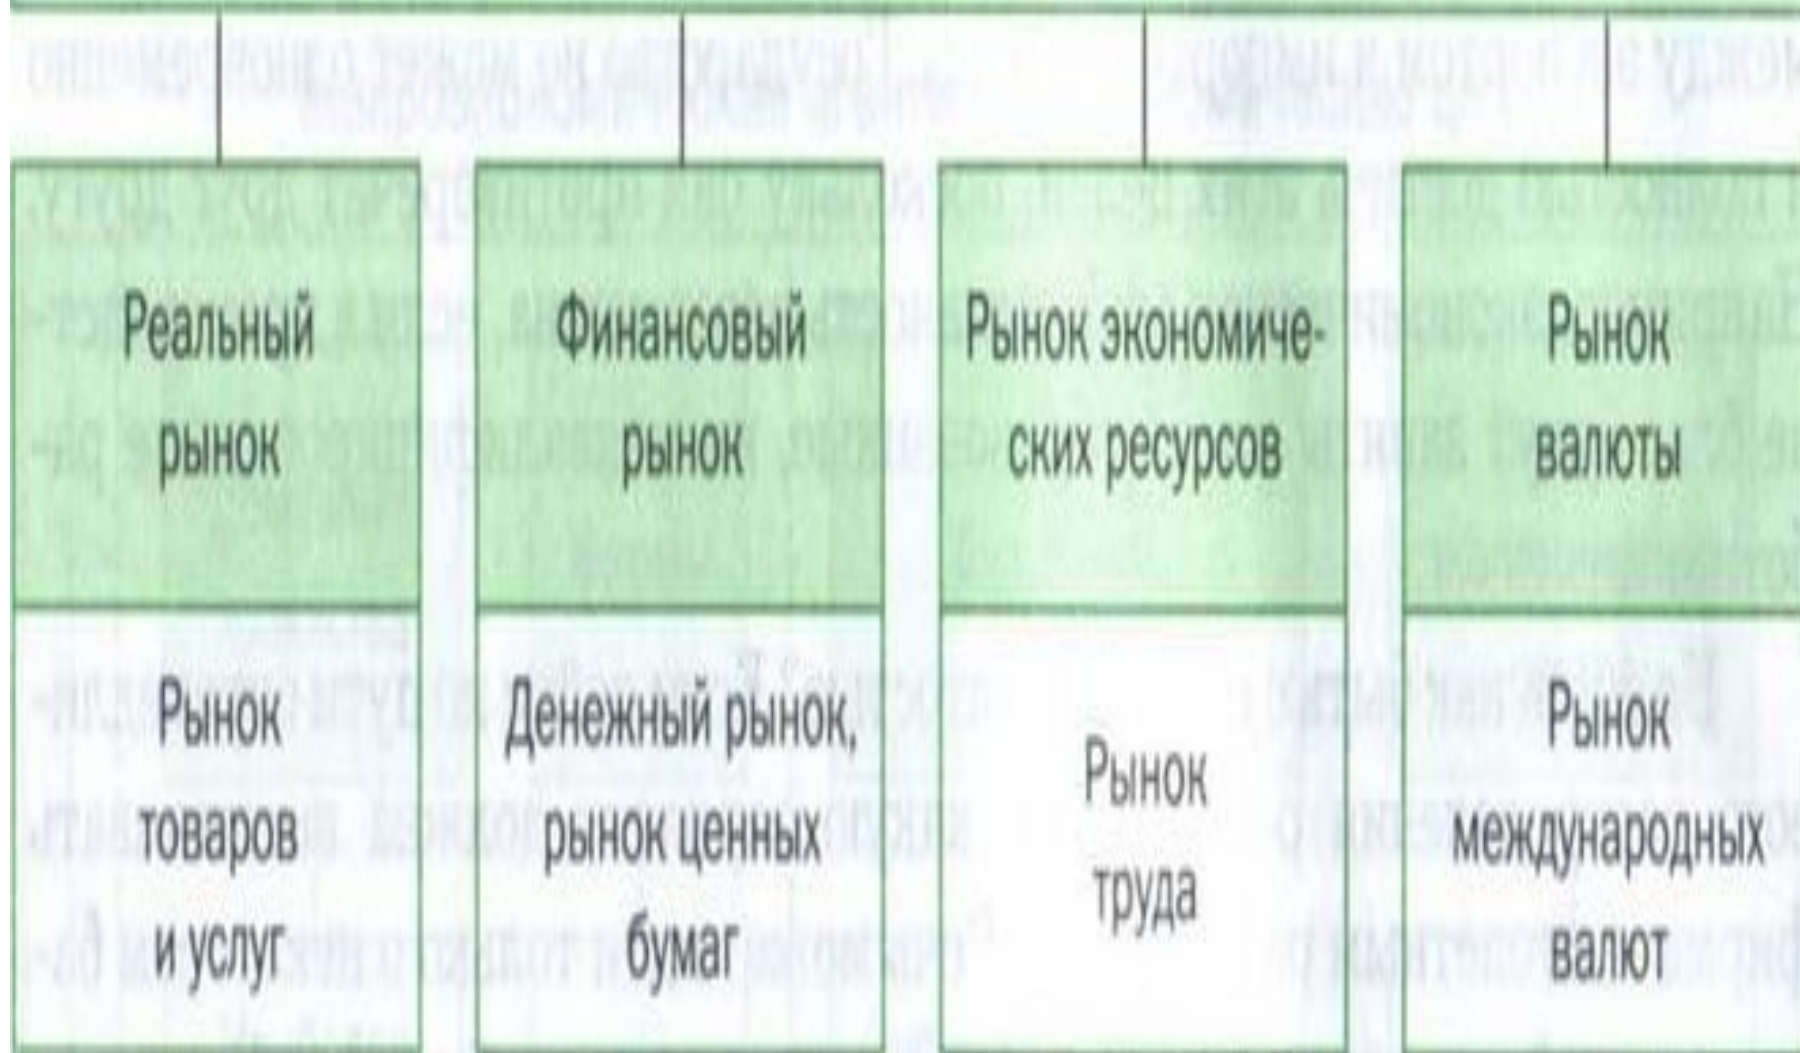 Реальный
рынок
Финансовый
рынок
Рынок экономиче-
ских ресурсов
Рынок
валюты
Рынок
товаров
и услуг
Денежный рынок,
рынок ценных
бумаг
Рынок
труда
Рынок
международных
валют